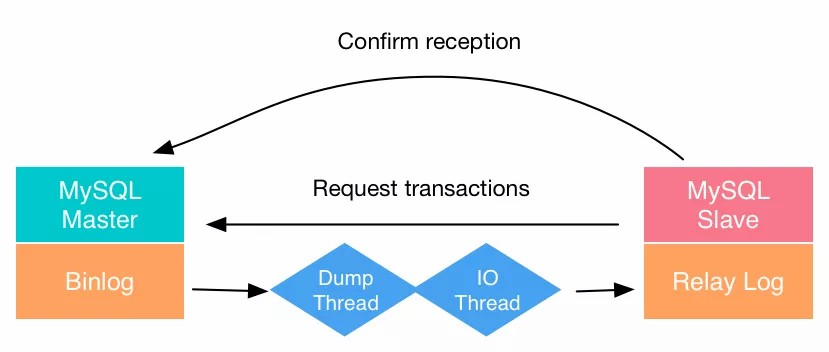 Confirm reception
MySQL
Master
Request transactions
MySQL
Slave
Binlog
Dump
Thread
IO
Thread
Relay Log